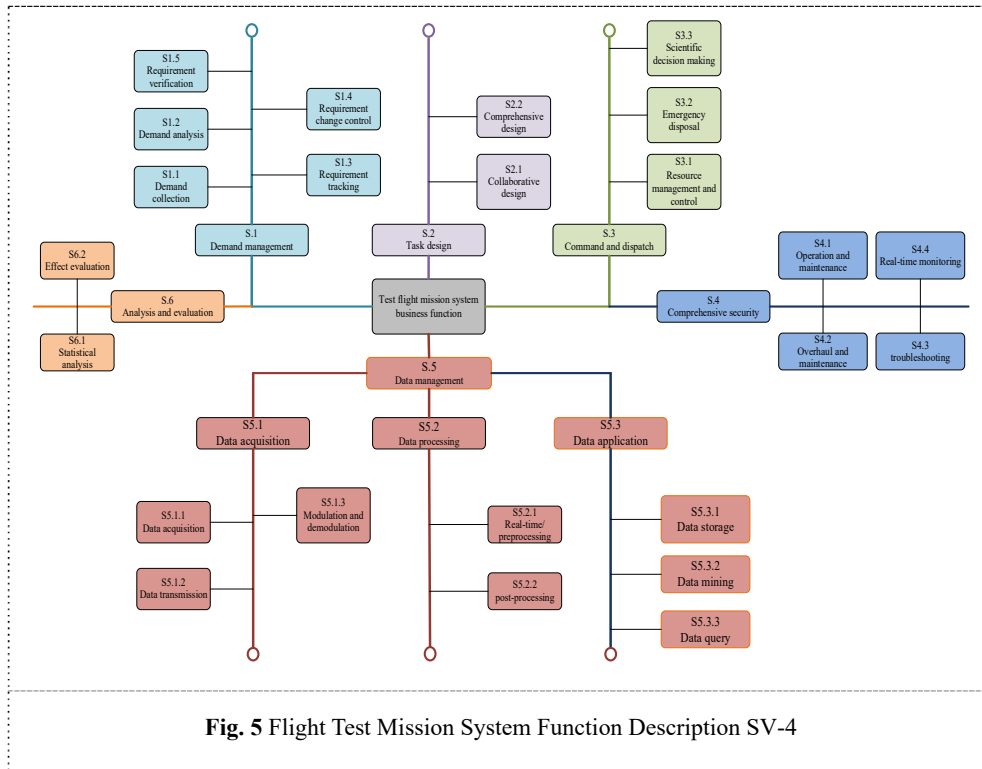 S1.5
Requirement
verification
S1.4
Requirement
change control
S1.2
Demand analysis
S1.3
Requirement
tracking
S1.1
Demand
collection
S.1
Demand management
S2.2
Comprehensive
design
S2.1
Collaborative
design
S.2
Task design
S3.3
Scientific
decision making
S3.2
Emergency
disposal
S3.1
Resource
management and
control
S.3
Command and dispatch
S6.2
Effect evaluation
S.6
Analysis and evaluation
S6.1
Statistical
analysis
Test flight mission system
business function
S.4
Comprehensive security
S4.1
Operation and
maintenance
S4.4
Real-time monitoring
S4.2
Overhaul and
maintenance
S4.3
troubleshooting
S.5
Data management
S5.1
Data acquisition
S5.2
Data processing
S5.3
Data application
S5.1.1
Data acquisition
S5.1.3
Modulation and
demodulation
S5.1.2
Data transmission
S5.2.1
Real-time/
preprocessing
S5.2.2
post-processing
S5.3.1
Data storage
S5.3.2
Data mining
S5.3.3
Data query
Fig. 5 Flight Test Mission System Function Description SV-4